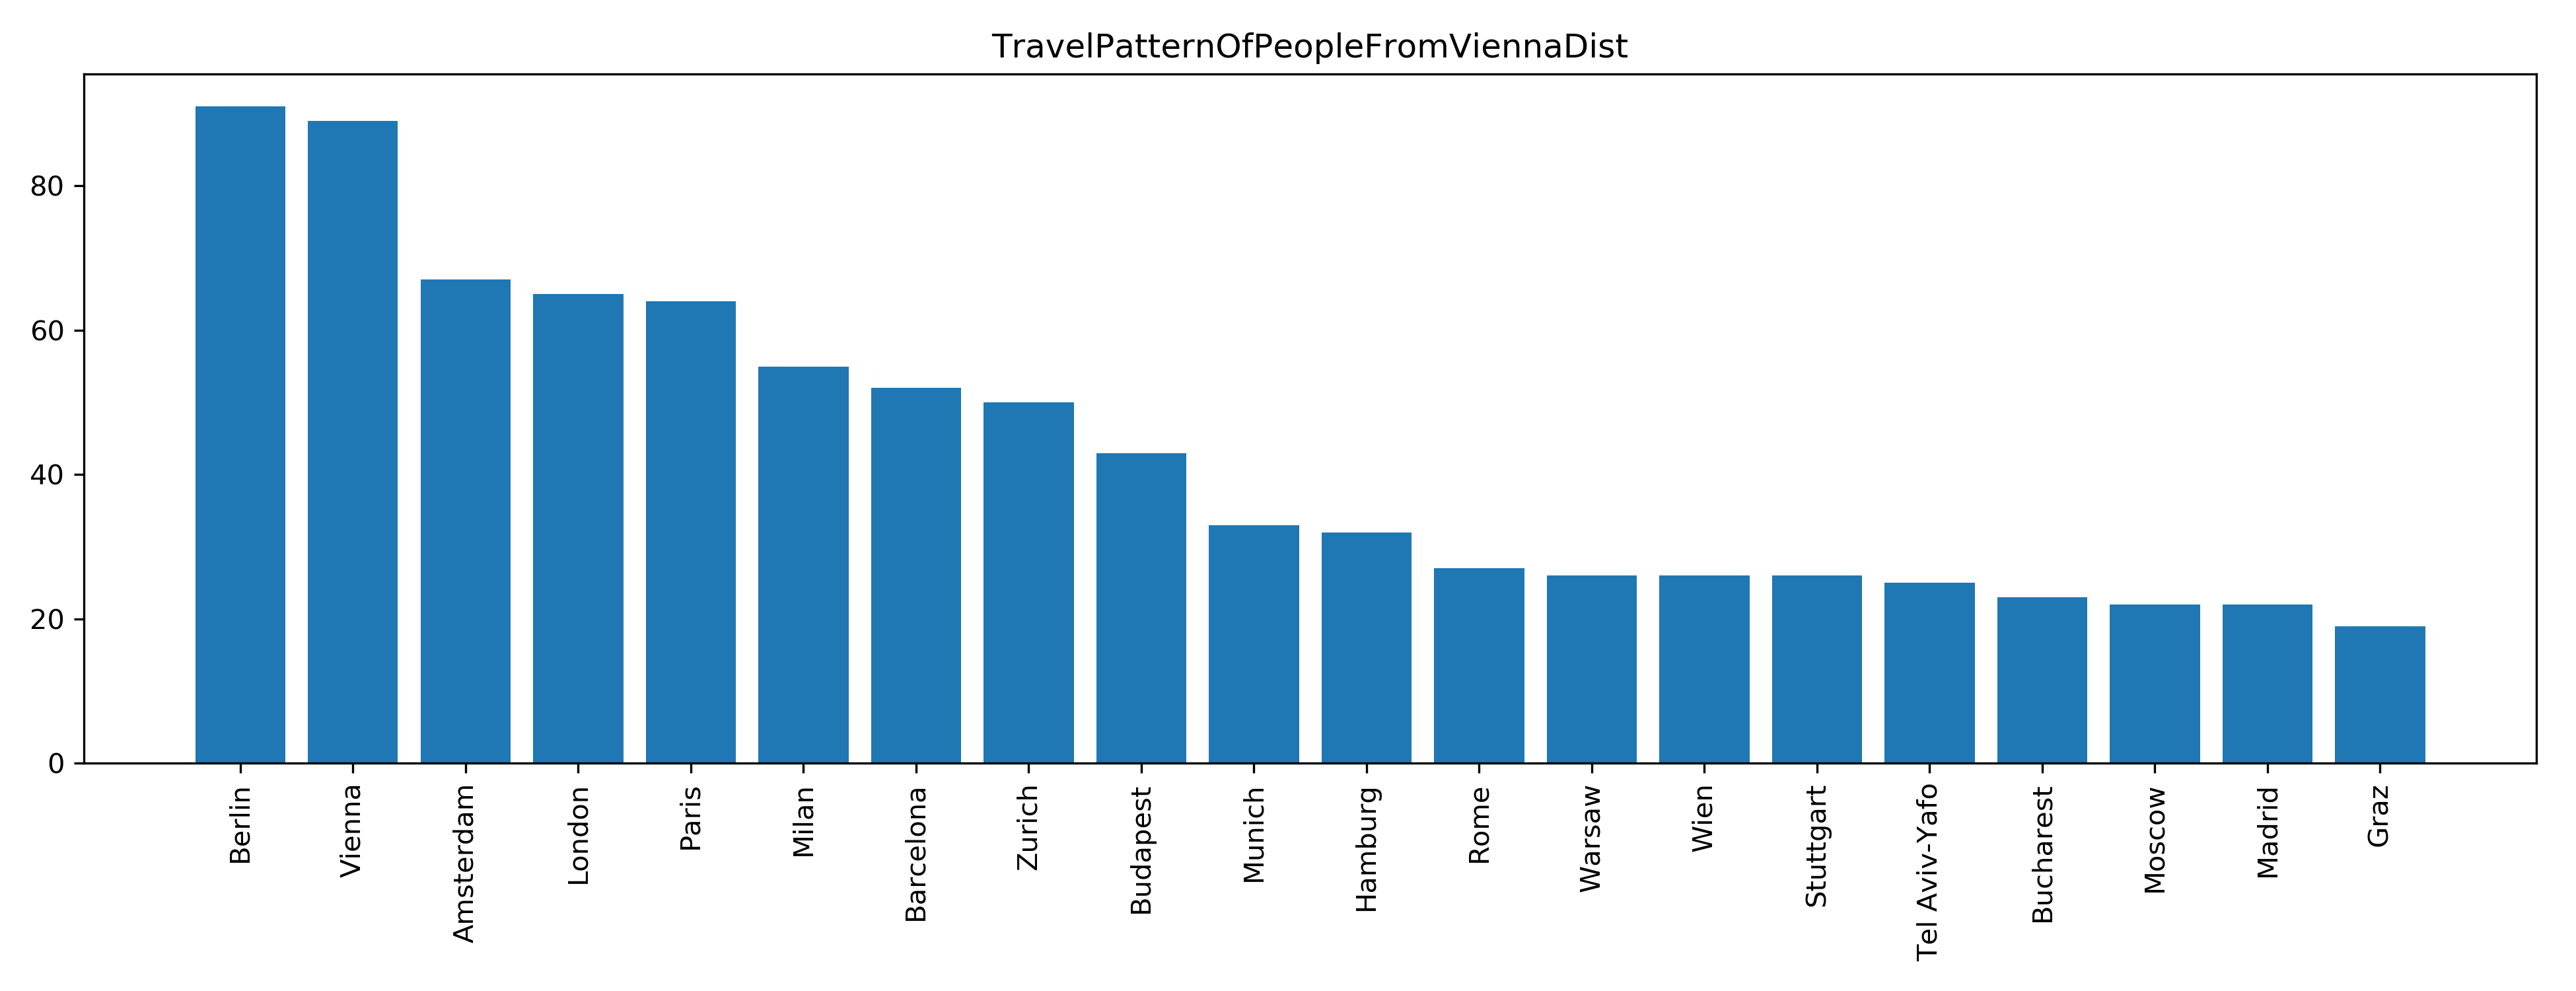 TravelPatternOfPeopleFromViennaDist
80
60
40
20
0
Berlin
Vienna
Amsterdam
London
Paris
Milan
Barcelona
Zurich
Budapest
Munich
Hamburg
Rome
Warsaw
Wien
Stuttgart
Tel Aviv-Yafo
Bucharest
Moscow
Madrid
Graz